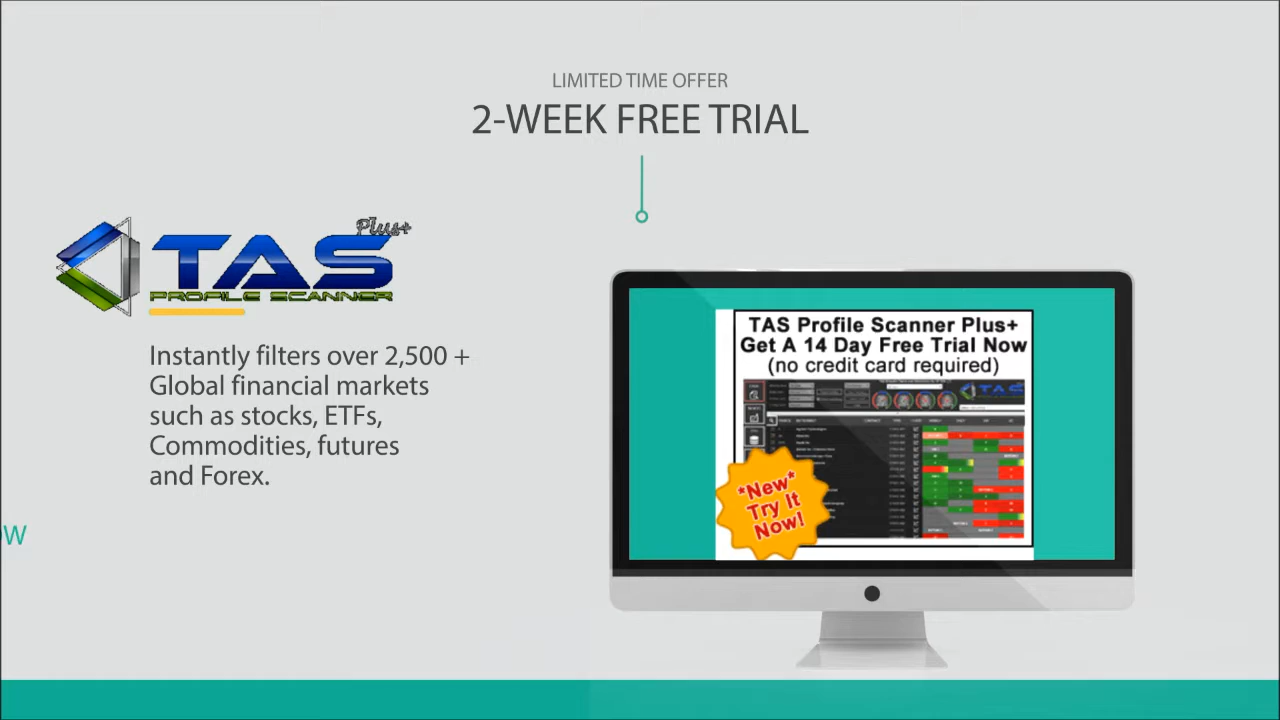 LIMITED TIME OFFER
2-WEEK FREE TRIAL
Plus+
TAS
PROFILE SCANNER
Instantly filters over 2,500 +
Global financial markets
such as stocks, ETFs,
Commodities, futures
and Forex.
OW
TAS Profile Scanner Plus+
Get A 14 Day Free Trial Now
(no credit card required)
TAS
*New*
Try It
Now!